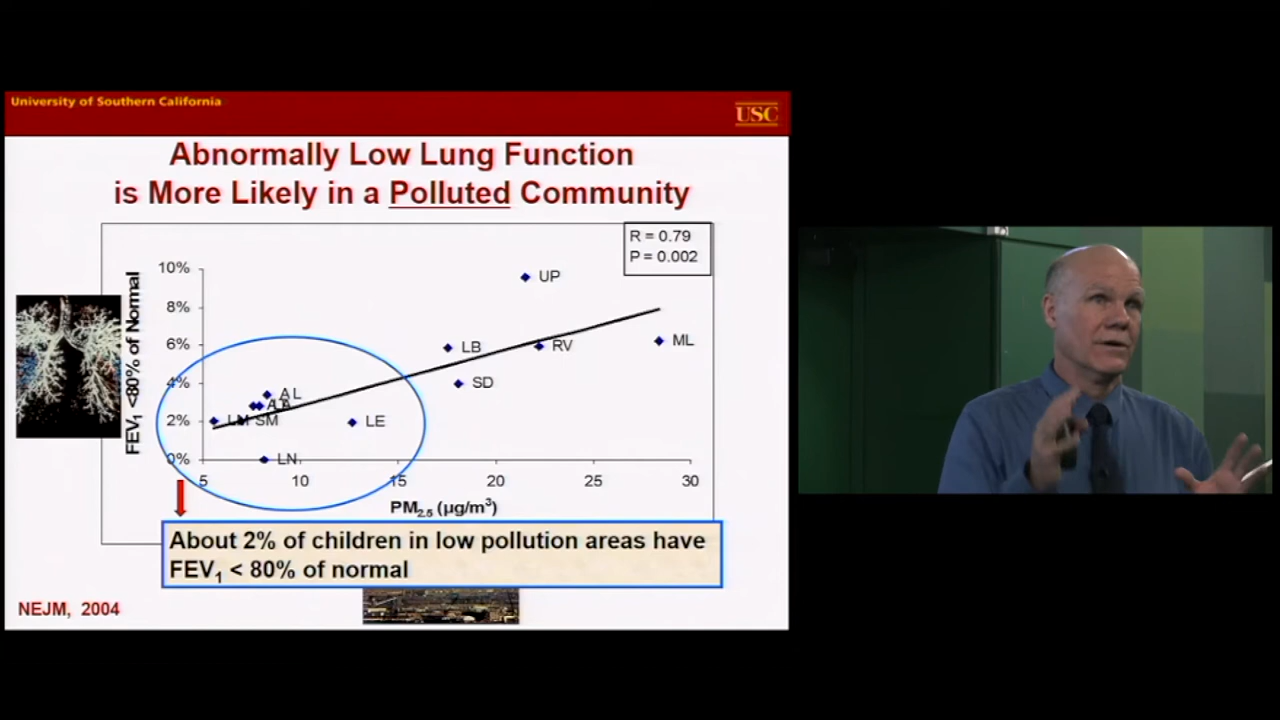 University of Southern California
USC
Abnormally Low Lung Function
is More Likely in a Polluted Community
R = 0.79
P = 0.002
FEV1 <80% of Normal
10%
8%
6%
4%
2%
0%
UP
LB
RV
ML
SD
AL
LM
SM
LE
LN
5
10
15
20
25
30
PM2.5 (µg/m³)
About 2% of children in low pollution areas have
FEV1 < 80% of normal
NEJM, 2004